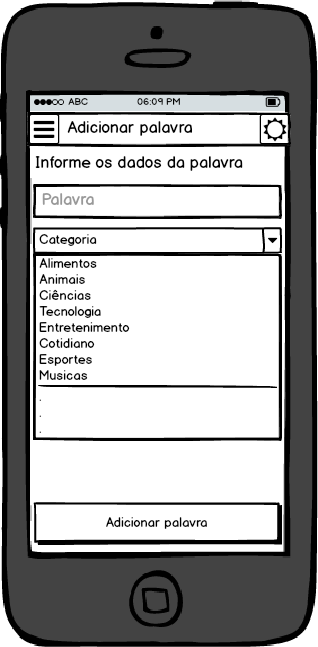 ABC 06:09 PM
Adicionar palavra
Informe os dados da palavra
Palavra
Categoria
Alimentos
Animais
Ciências
Tecnologia
Entretenimento
Cotidiano
Esportes
Musicas
.
.
.
Adicionar palavra